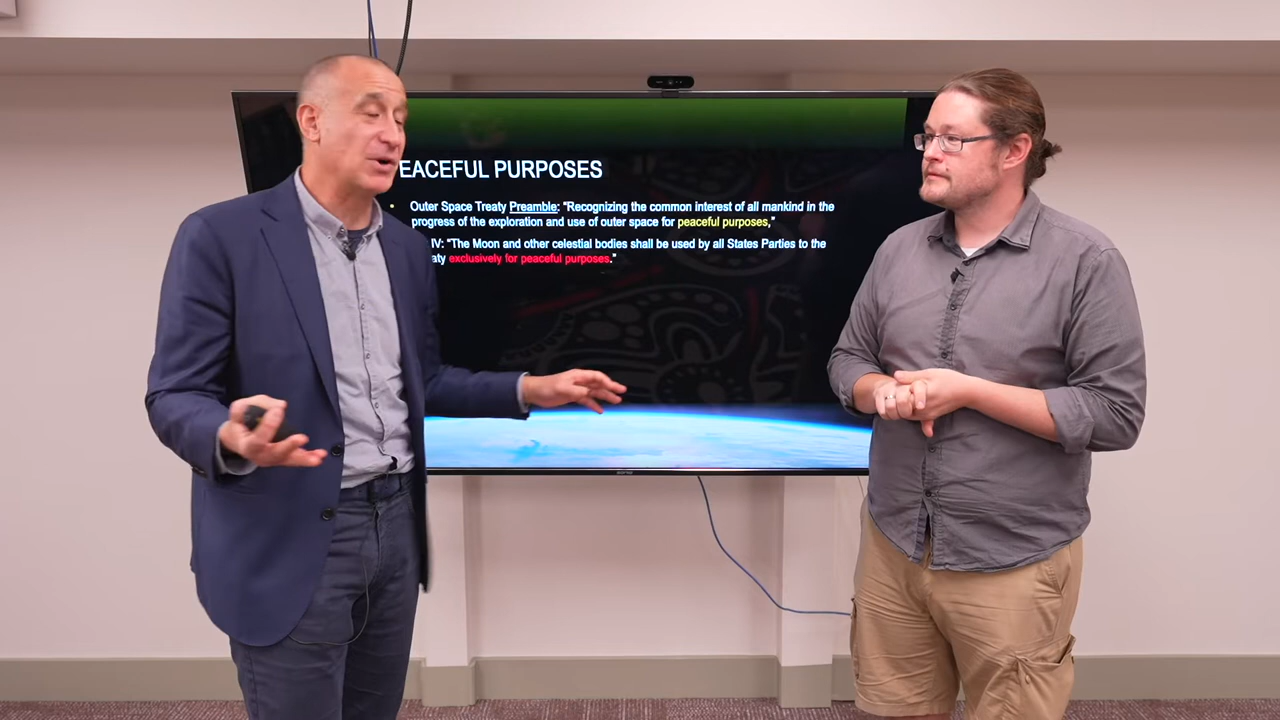 EACEFUL PURPOSES
• Outer Space Treaty Preamble: “Recognizing the common interest of all mankind in the
progress of the exploration and use of outer space for peaceful purposes,”
IV: “The Moon and other celestial bodies shall be used by all States Parties to the
aty exclusively for peaceful purposes.”